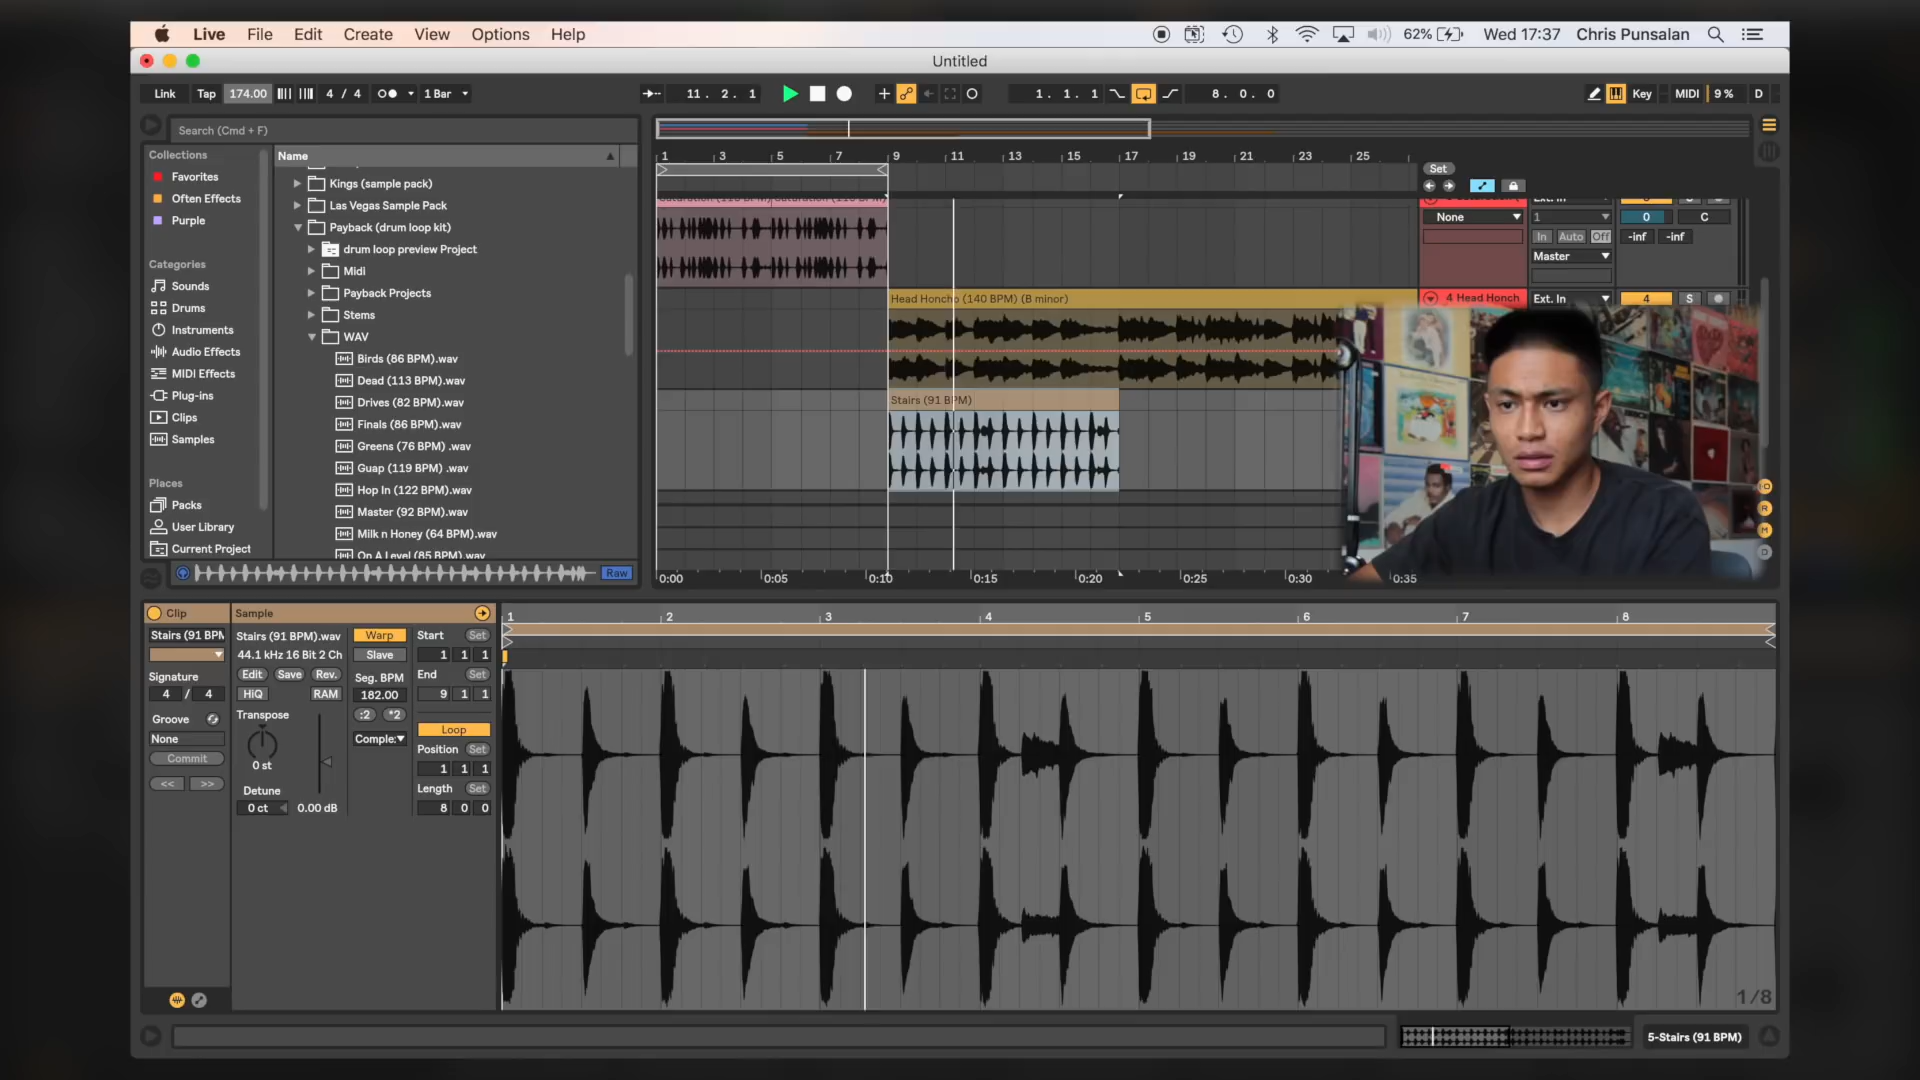 Live File Edit Create View Options Help 62% Wed 17:37 Chris Punsalan
Untitled
Link Tap 174.00 4 / 4 1 Bar 11. 2. 1 1. 1. 1 8. 0. 0 Key MIDI 9 % D
Search (Cmd + F)
Collections
Favorites
Often Effects
Purple
Categories
Sounds
Drums
Instruments
Audio Effects
MIDI Effects
Plug-ins
Clips
Samples
Places
Packs
User Library
Current Project
Name
Kings (sample pack)
Las Vegas Sample Pack
Payback (drum loop kit)
drum loop preview Project
Midi
Payback Projects
Stems
WAV
Birds (86 BPM).wav
Dead (113 BPM).wav
Drives (82 BPM).wav
Finals (86 BPM).wav
Greens (76 BPM) .wav
Guap (119 BPM).wav
Hop In (122 BPM).wav
Master (92 BPM).wav
Milk n Honey (64 BPM).wav
On A Level (85 BPM).wav
Raw
1 3 5 7 9 11 13 15 17 19 21 23 25
Set
Head Honcho (140 BPM) (B minor)
Stairs (91 BPM)
None 1 0 C
In Auto Off -inf -inf
Master
4 Head Honch Ext. In 4 S
0:00 0:05 0:10 0:15 0:20 0:25 0:30 0:35
Clip
Stairs (91 BPM
Signature
4 / 4
Groove
None
Commit
<< >>
Sample
Stairs (91 BPM).wav
44.1 kHz 16 Bit 2 Ch
Edit Save Rev.
HiQ RAM
Transpose
0 st
Detune
0 ct 0.00 dB
Warp
Slave
Seg. BPM
182.00
:2 *2
Start Set
1 1 1
End Set
9 1 1
Loop
Position Set
1 1 1
Length Set
8 0 0
1 2 3 4 5 6 7 8
1/8
5-Stairs (91 BPM)